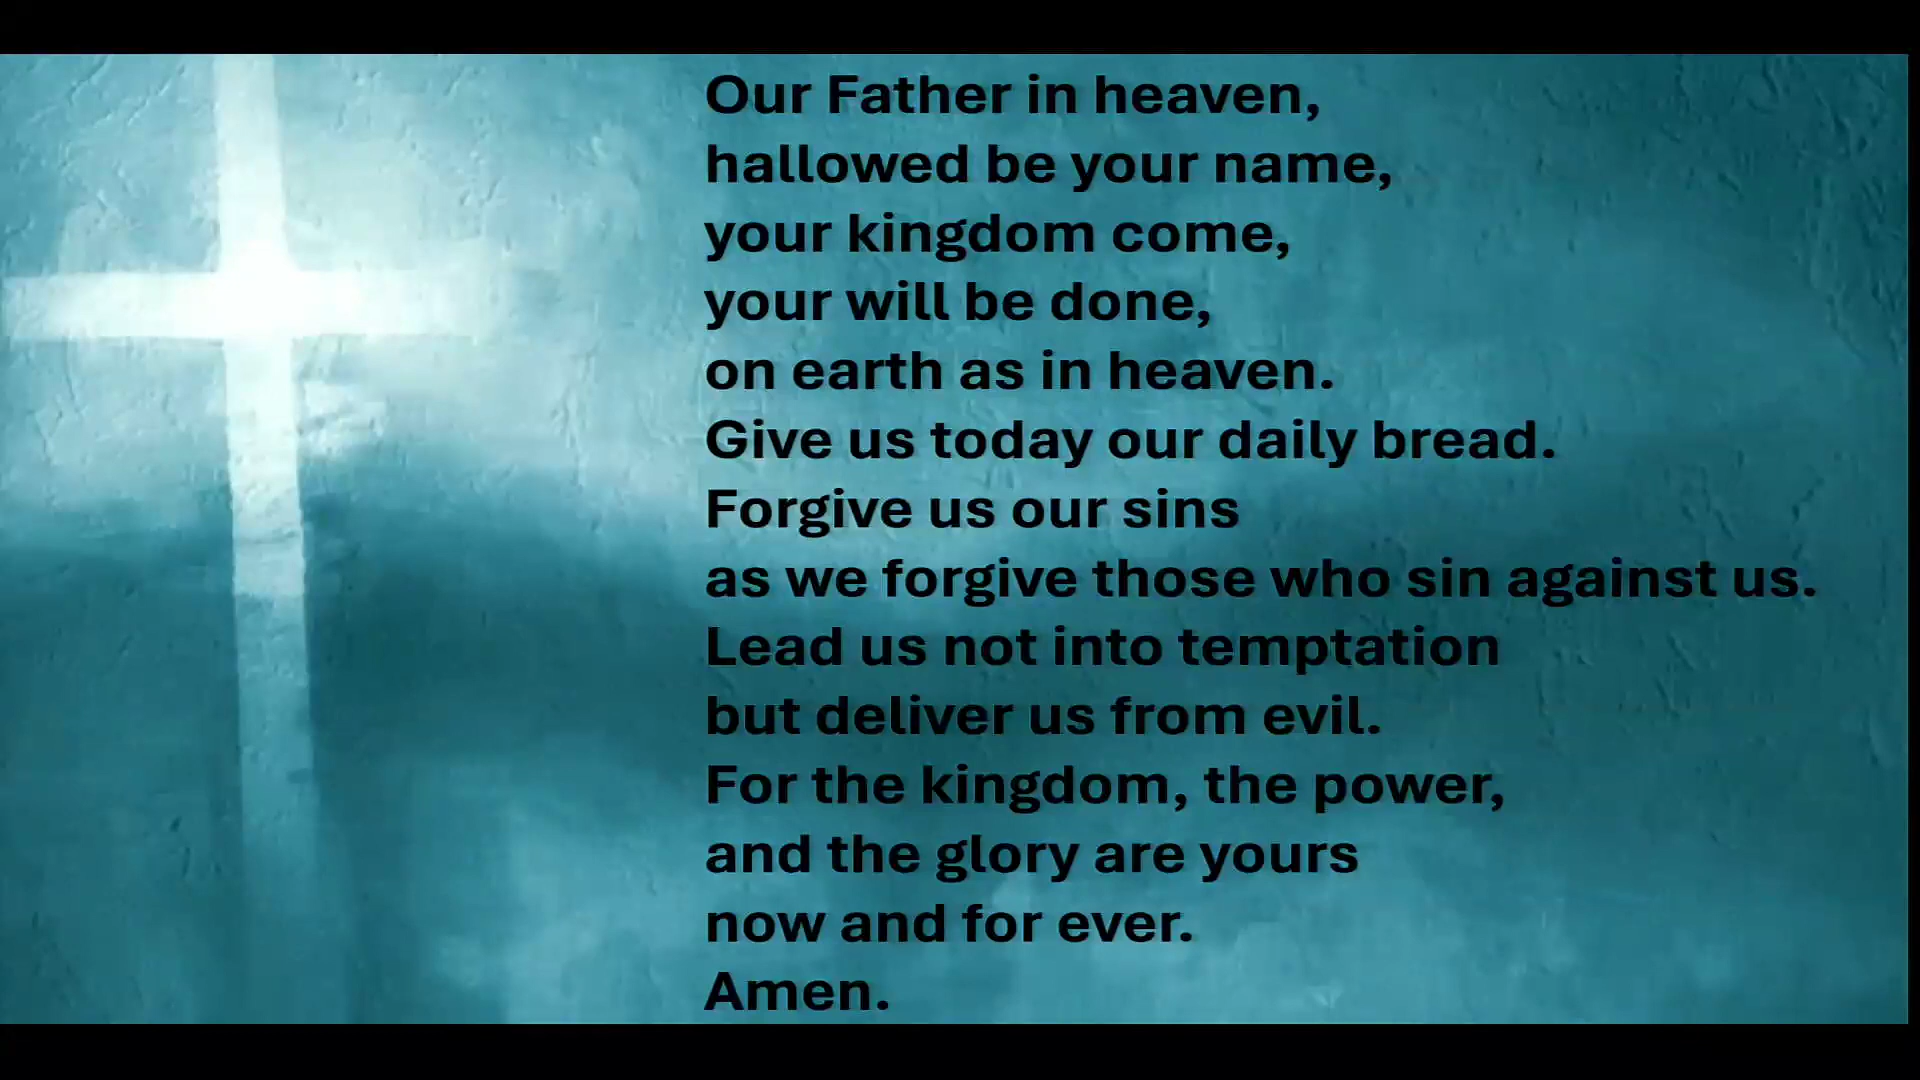 Our Father in heaven,
hallowed be your name,
your kingdom come,
your will be done,
on earth as in heaven.
Give us today our daily bread.
Forgive us our sins
as we forgive those who sin against us.
Lead us not into temptation
but deliver us from evil.
For the kingdom, the power,
and the glory are yours
now and for ever.
Amen.